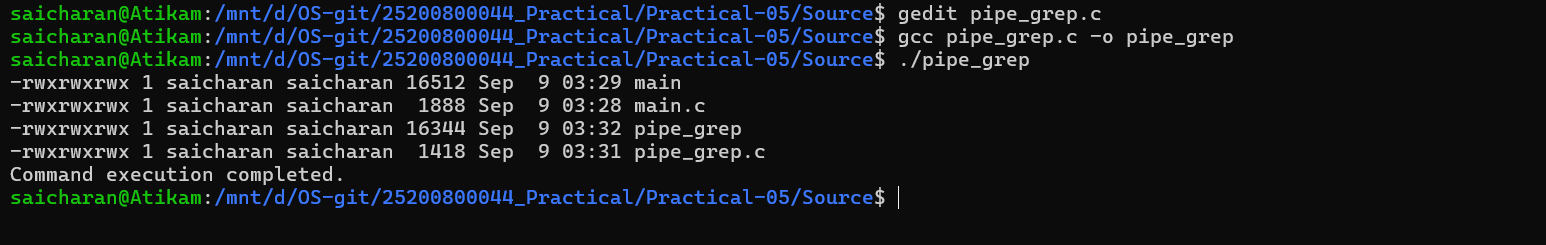 saicharan@Atikam:/mnt/d/OS-git/25200800044_Practical/Practical-05/Source$ gedit pipe_grep.c
saicharan@Atikam:/mnt/d/OS-git/25200800044_Practical/Practical-05/Source$ gcc pipe_grep.c -o pipe_grep
saicharan@Atikam:/mnt/d/OS-git/25200800044_Practical/Practical-05/Source$ ./pipe_grep
-rwxrwxrwx 1 saicharan saicharan 16512 Sep  9 03:29 main
-rwxrwxrwx 1 saicharan saicharan  1888 Sep  9 03:28 main.c
-rwxrwxrwx 1 saicharan saicharan 16344 Sep  9 03:32 pipe_grep
-rwxrwxrwx 1 saicharan saicharan  1418 Sep  9 03:31 pipe_grep.c
Command execution completed.
saicharan@Atikam:/mnt/d/OS-git/25200800044_Practical/Practical-05/Source$